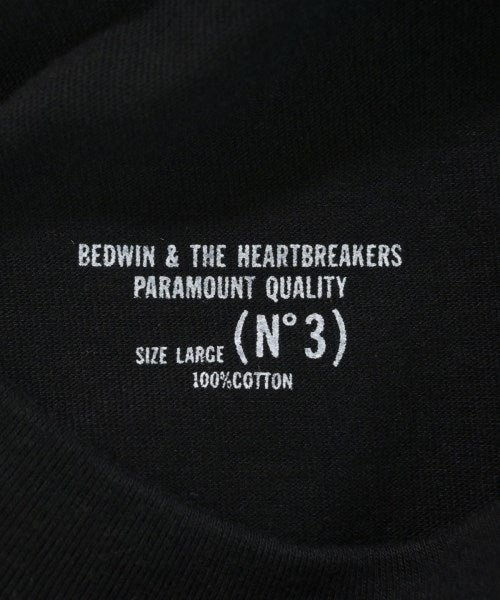 BEDWIN & THE HEARTBREAKERS
PARAMOUNT QUALITY
SIZE LARGE (N°3)
100%COTTON